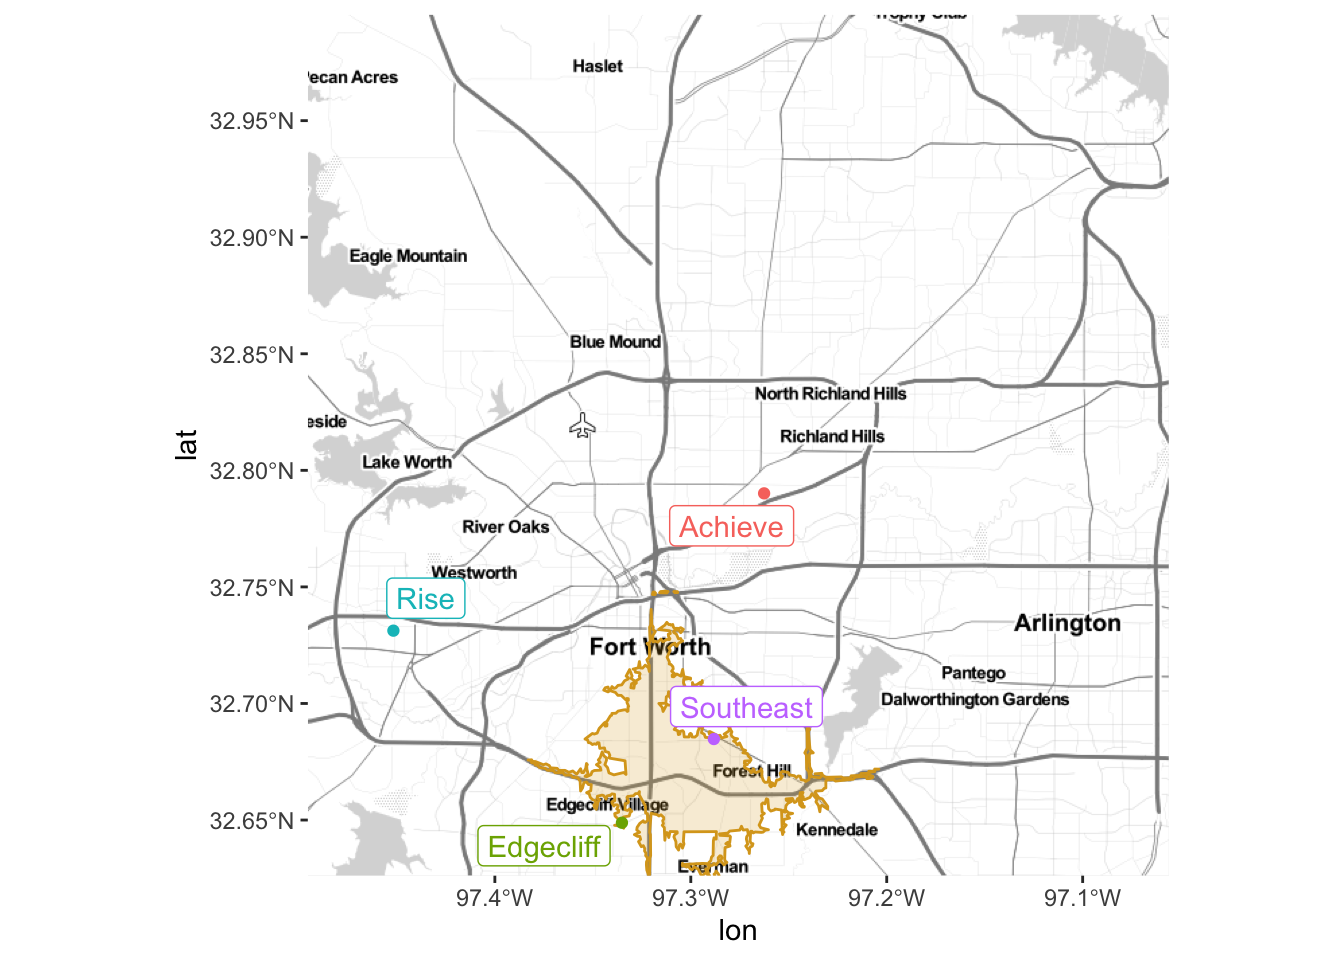 Trophy Club
Haslet
Pecan Acres
32.95°N
32.90°N
Eagle Mountain
32.85°N
Blue Mound
North Richland Hills
eside
Richland Hills
lat
32.80°N
Lake Worth
River Oaks
Achieve
32.75°N
Westworth
Rise
Arlington
Fort Worth
Pantego
32.70°N
Dalworthington Gardens
Southeast
Forest Hill
Edgecliff Village
32.65°N
Kennedale
Edgecliff
Everman
97.4°W
97.3°W
97.2°W
97.1°W
lon